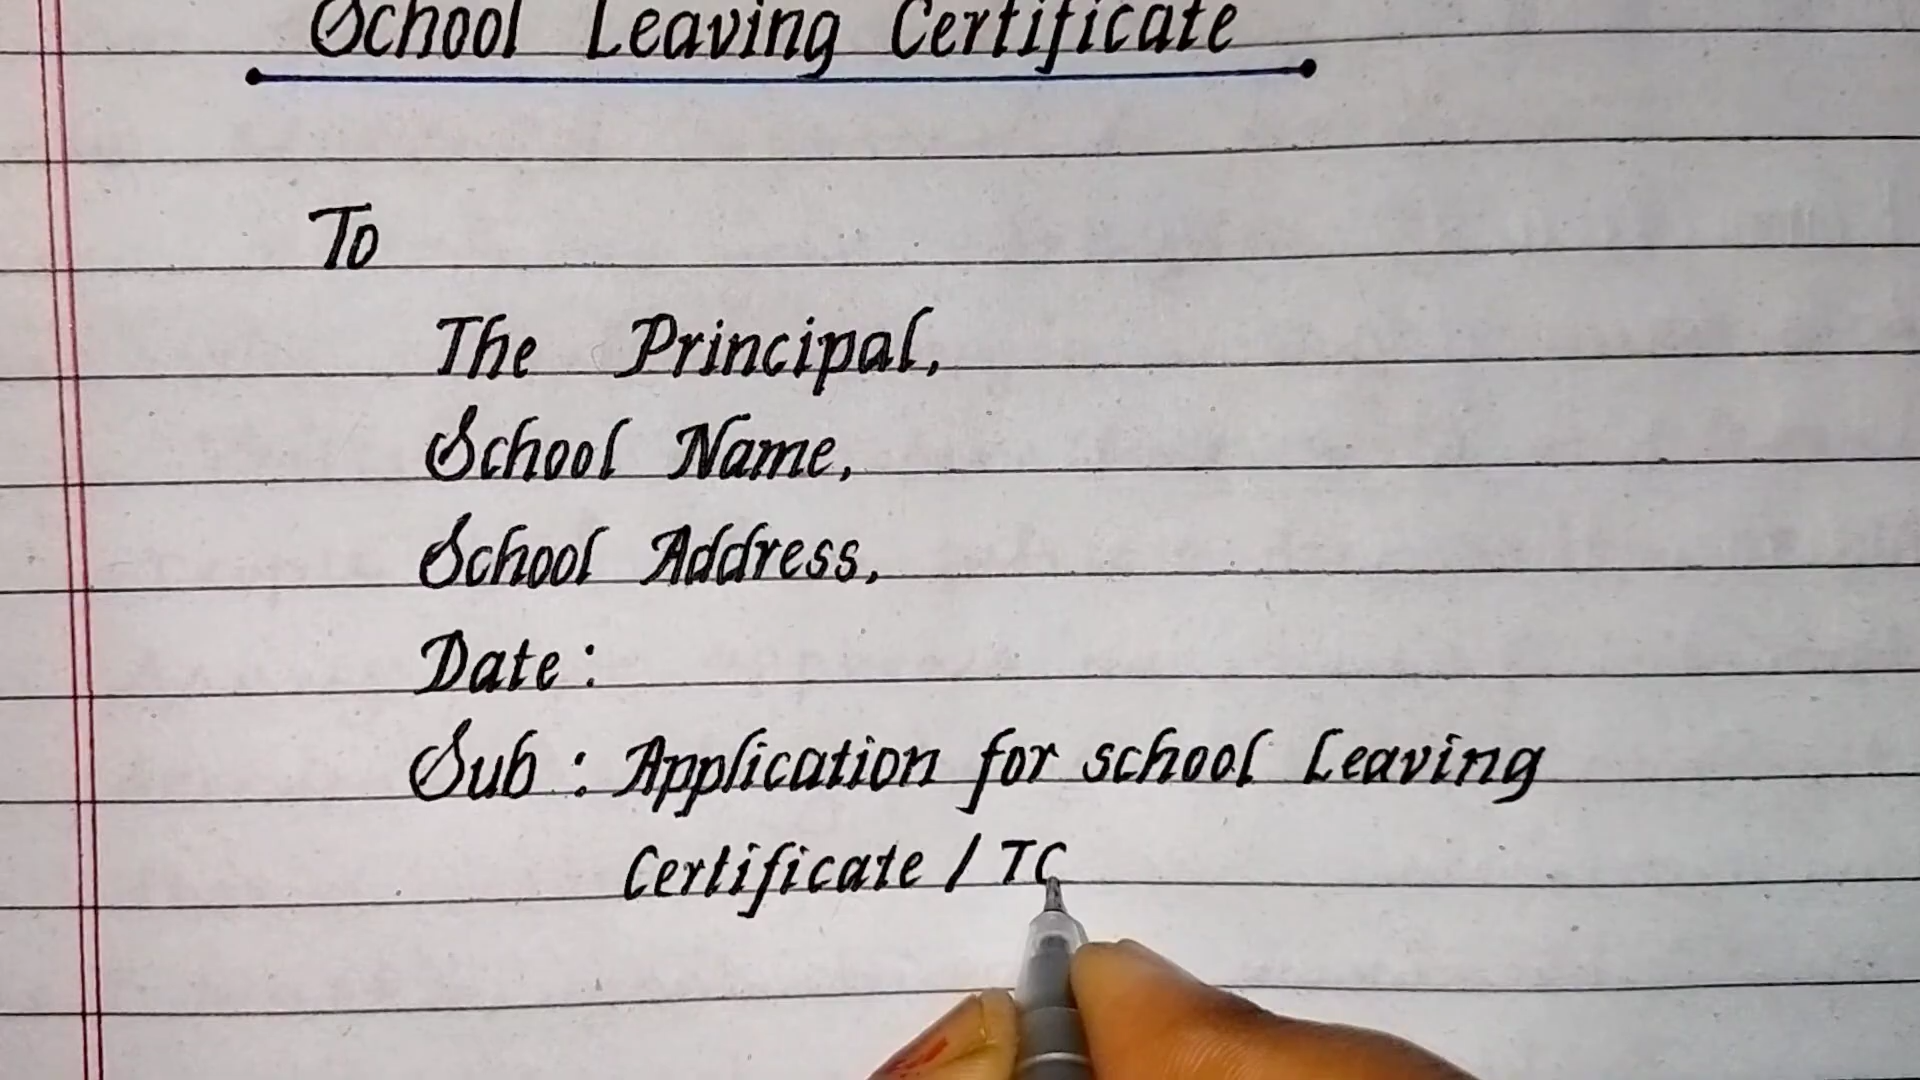 School Leaving Certificate
To
The Principal,
School Name,
School Address,
Date :
Sub : Application for school leaving
Certificate / TC